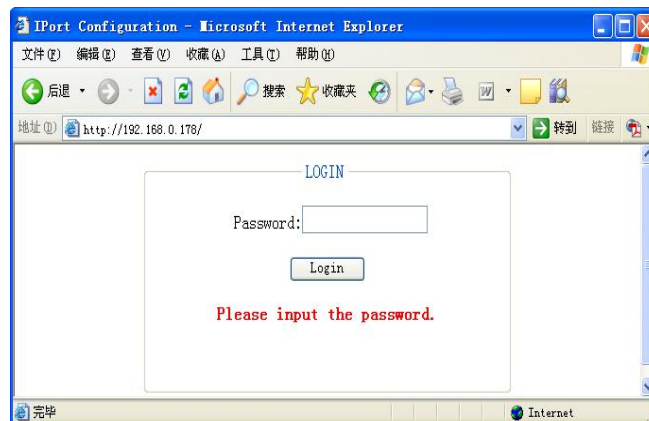 IPort Configuration - Microsoft Internet Explorer
文件(F) 编辑(E) 查看(V) 收藏(A) 工具(T) 帮助(H)
后退 搜索 收藏夹
地址(D) http://192.168.0.178/ 转到 链接
LOGIN
Password:
Login
Please input the password.
完毕 Internet